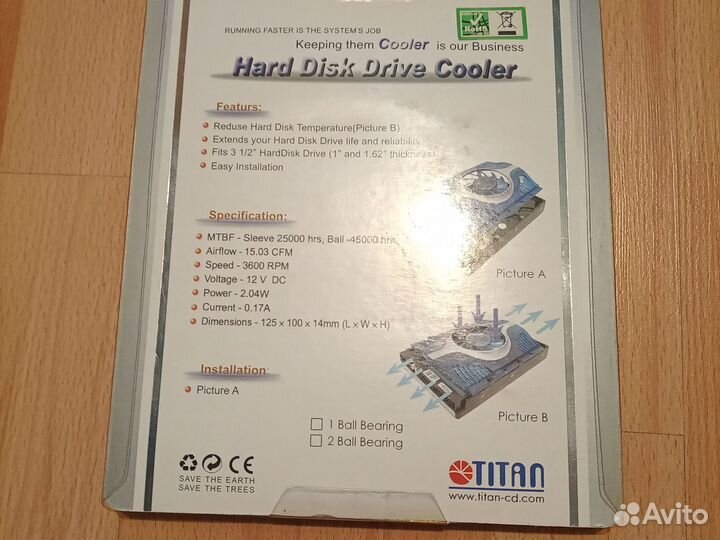 RUNNING FASTER IS THE SYSTEM'S JOB
Keeping them Cooler is our Business
RoHS
Hard Disk Drive Cooler
Featurs:
Reduse Hard Disk Temperature(Picture B)
Extends your Hard Disk Drive life and reliability
Fits 3 1/2" HardDisk Drive (1" and 1.62" thickness)
Easy Installation
Specification:
MTBF - Sleeve 25000 hrs, Ball -45000 hrs
Airflow - 15.03 CFM
Speed - 3600 RPM
Voltage - 12 V DC
Power - 2.04W
Current - 0.17A
Dimensions - 125 x 100 x 14mm (L x W x H)
Picture A
Installation:
Picture A
Picture B
1 Ball Bearing
2 Ball Bearing
CE
SAVE THE EARTH
SAVE THE TREES
TITAN
www.titan-cd.com
Avito